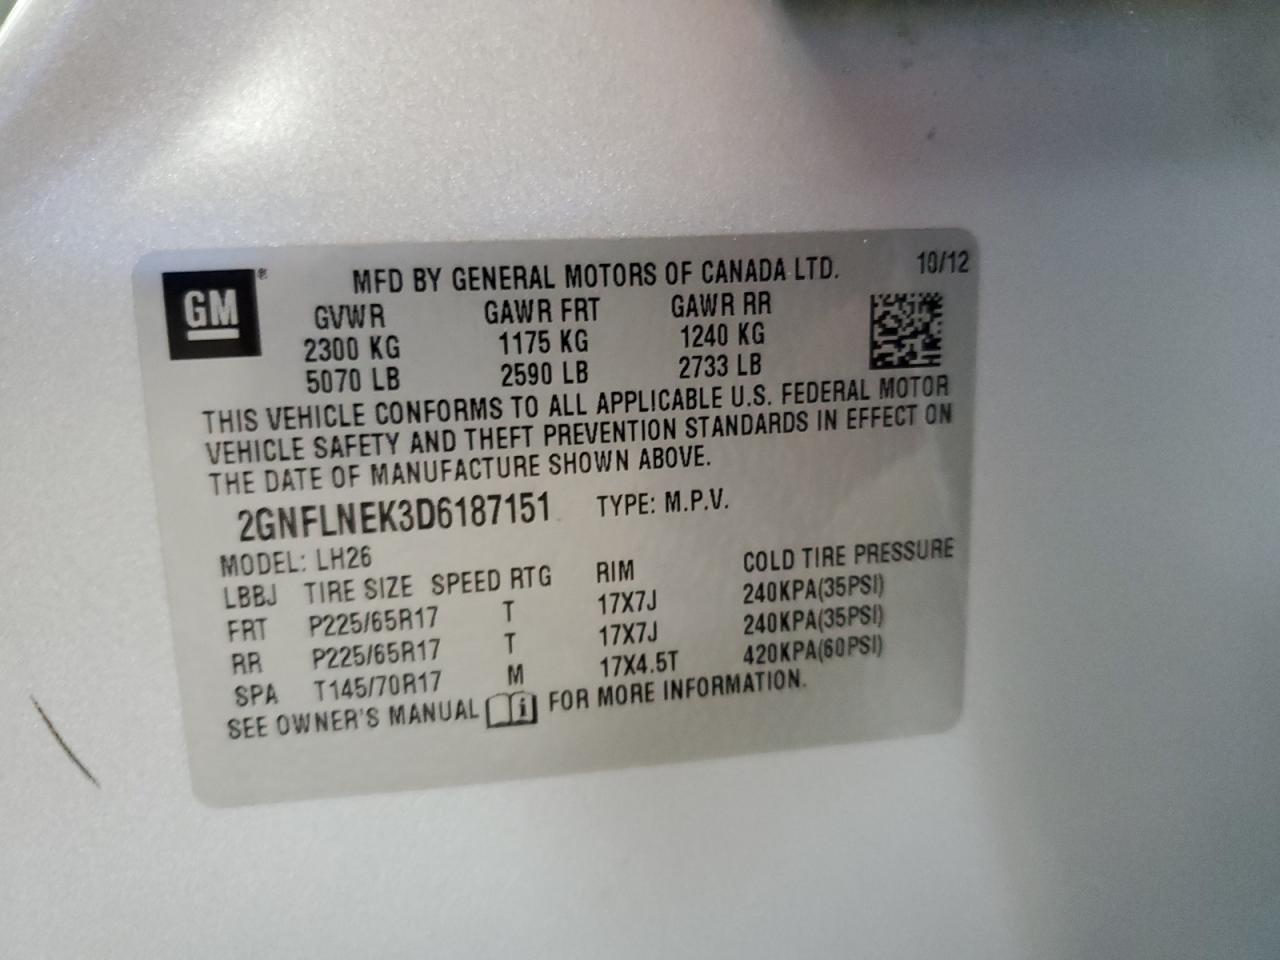 GM®
MFD BY GENERAL MOTORS OF CANADA LTD. 10/12
GVWR GAWR FRT GAWR RR
2300 KG 1175 KG 1240 KG
5070 LB 2590 LB 2733 LB
THIS VEHICLE CONFORMS TO ALL APPLICABLE U.S. FEDERAL MOTOR
VEHICLE SAFETY AND THEFT PREVENTION STANDARDS IN EFFECT ON
THE DATE OF MANUFACTURE SHOWN ABOVE.
2GNFLNEK3D6187151 TYPE: M.P.V.
MODEL: LH26
LBBJ TIRE SIZE SPEED RTG RIM COLD TIRE PRESSURE
FRT P225/65R17 T 17X7J 240KPA(35PSI)
RR P225/65R17 T 17X7J 240KPA(35PSI)
SPA T145/70R17 M 17X4.5T 420KPA(60PSI)
SEE OWNER'S MANUAL i FOR MORE INFORMATION.